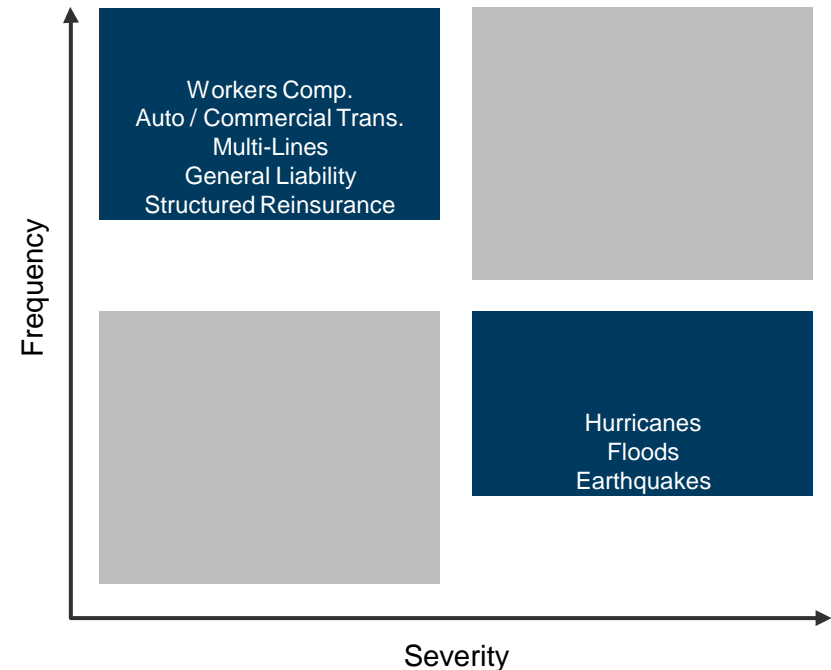 Workers Comp.
Auto / Commercial Trans.
Multi-Lines
General Liability
Structured Reinsurance
Frequency
Hurricanes
Floods
Earthquakes
Severity